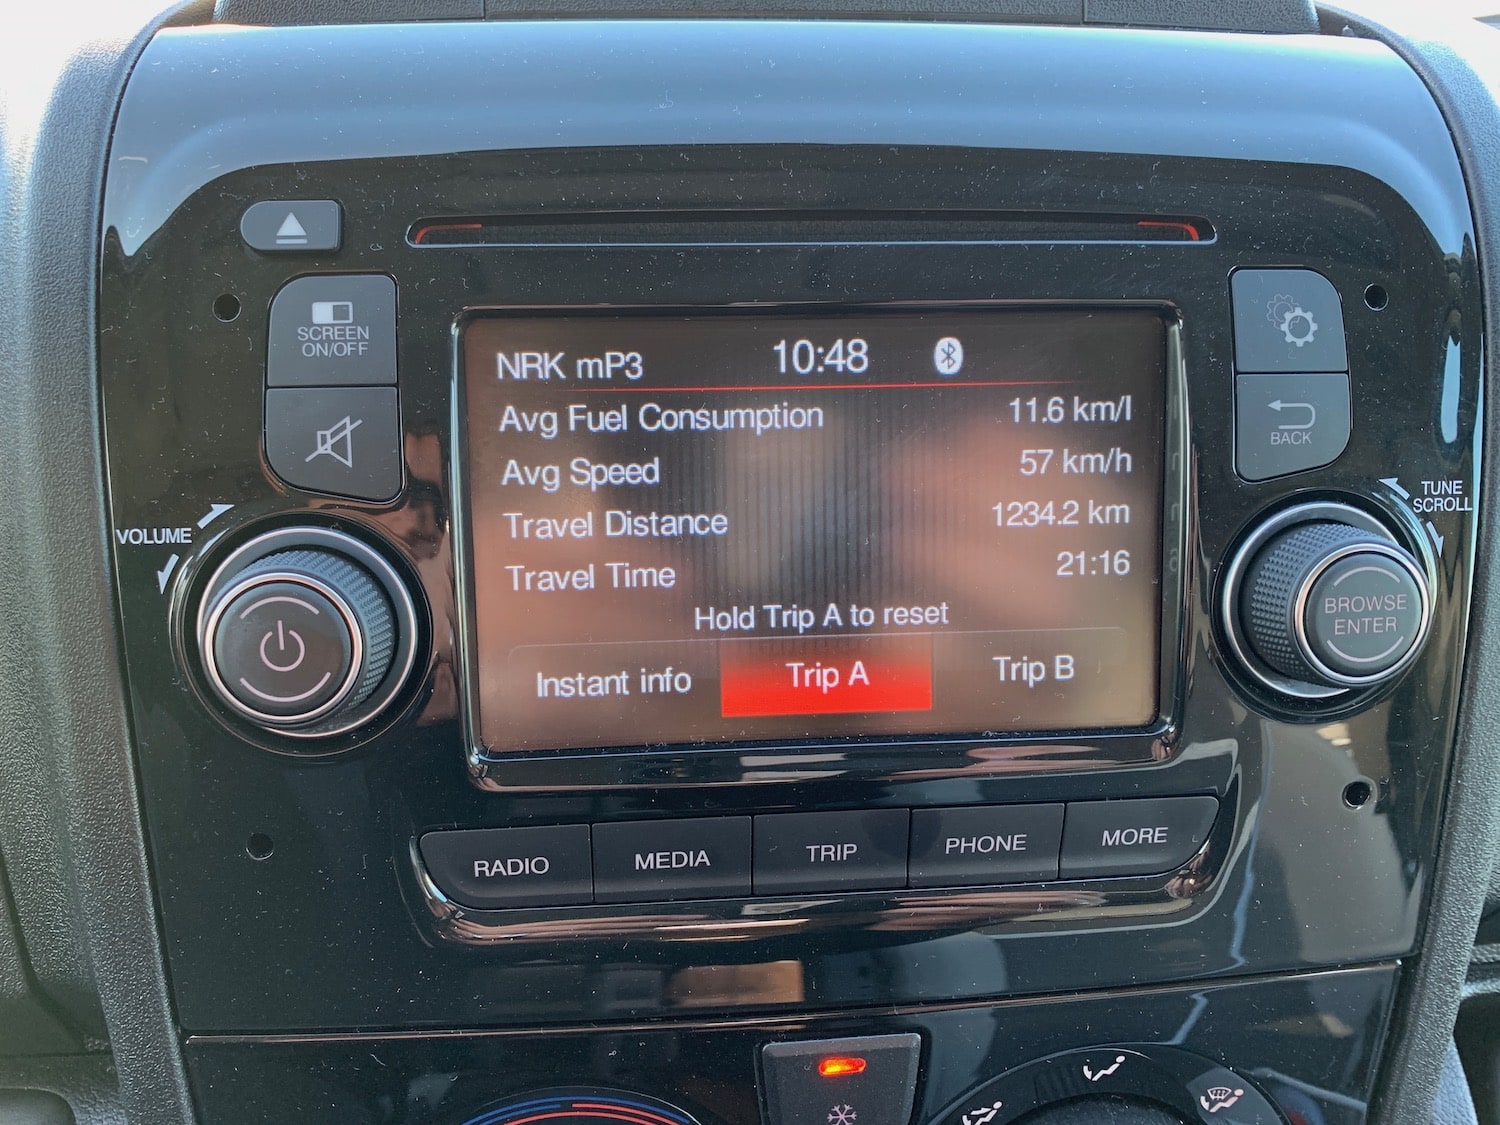 SCREEN
ON/OFF
VOLUME
NRK mP3 10:48
Avg Fuel Consumption 11.6 km/l
Avg Speed 57 km/h
Travel Distance 1234.2 km
Travel Time 21:16
Hold Trip A to reset
Instant info Trip A Trip B
BACK
TUNE
SCROLL
BROWSE
ENTER
RADIO MEDIA TRIP PHONE MORE